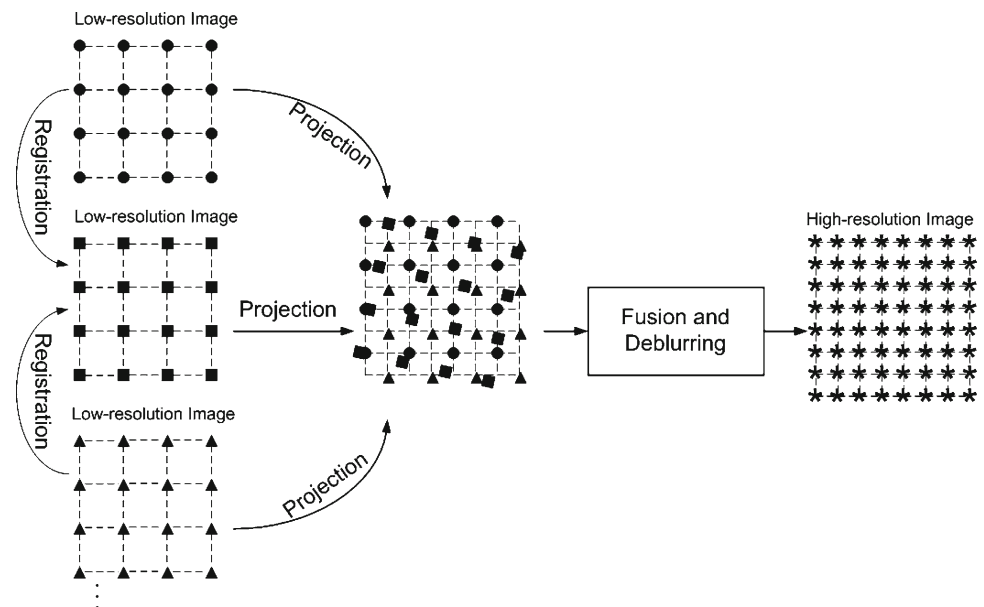 Low-resolution Image
Projection
Registration
Low-resolution Image
High-resolution Image
Projection
Fusion and
Deblurring
Registration
Low-resolution Image
Projection